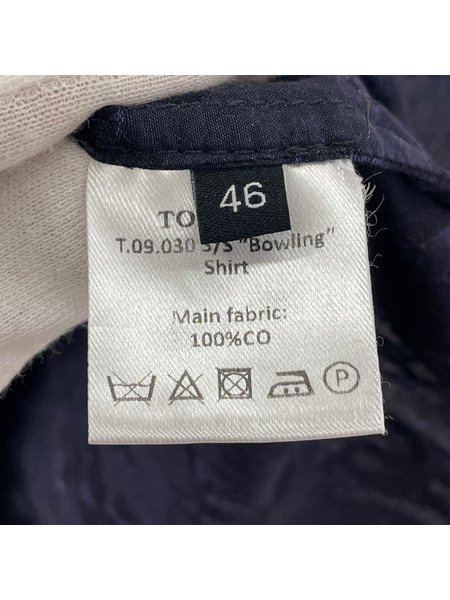 46
TO
T.09.030 S/S "Bowling"
Shirt
Main fabric:
100%CO
P